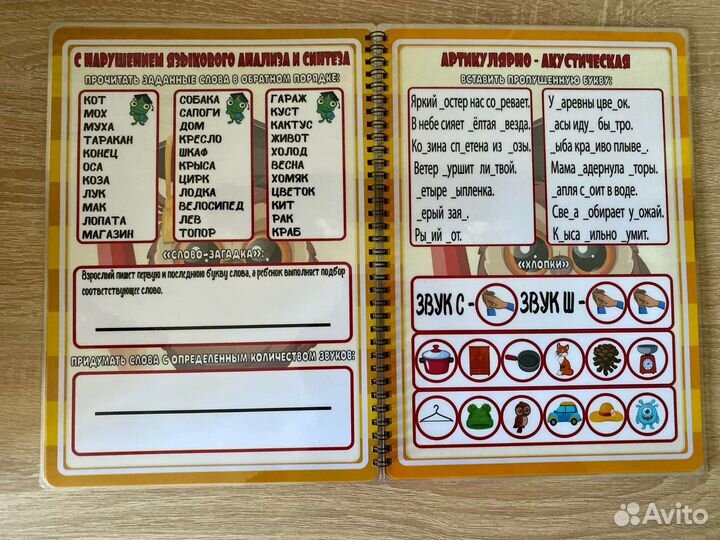 С НАРУШЕНИЕМ ЯЗЫКОВОГО АНАЛИЗА И СИНТЕЗА
ПРОЧИТАТЬ ЗАДАННЫЕ СЛОВА В ОБРАТНОМ ПОРЯДКЕ:
КОТ
МОХ
МУХА
ТАРАКАН
КОНЕЦ
ОСА
КОЗА
ЛУК
МАК
ЛОПАТА
МАГАЗИН
СОБАКА
САПОГИ
ДОМ
КРЕСЛО
ШКАФ
КРЫСА
ЦИРК
ЛОДКА
ВЕЛОСИПЕД
ЛЕВ
ТОПОР
ГАРАЖ
КУСТ
КАКТУС
ЖИВОТ
ХОЛОД
ВЕСНА
ХОМЯК
ЦВЕТОК
КИТ
РАК
КРАБ
«СЛОВО-ЗАГАДКА»:
Взрослый пишет первую и последнюю букву слова, а ребенок выполняет подбор
соответствующее слово.
ПРИДУМАТЬ СЛОВА С ОПРЕДЕЛЕННЫМ КОЛИЧЕСТВОМ ЗВУКОВ:
АРТИКУЛЯРНО - АКУСТИЧЕСКАЯ
ВСТАВИТЬ ПРОПУЩЕННУЮ БУКВУ:
Яркий _остер нас со_ревает.
В небе сияет _ёлтая _везда.
Ко_зина сп_етена из _озы.
Ветер _уршит ли_твой.
_етыре _ыпленка.
_ерый зая_.
Ры_ий _от.
У _аревны цве_ок.
_асы иду_ бы_тро.
_ыба кра_иво плыве_.
Мама _адернула _торы.
_апля с_оит в воде.
Све_а _обирает у_ожай.
К_ыса _ильно _умит.
«ХЛОПКИ»
ЗВУК С - ЗВУК Ш -
Avito